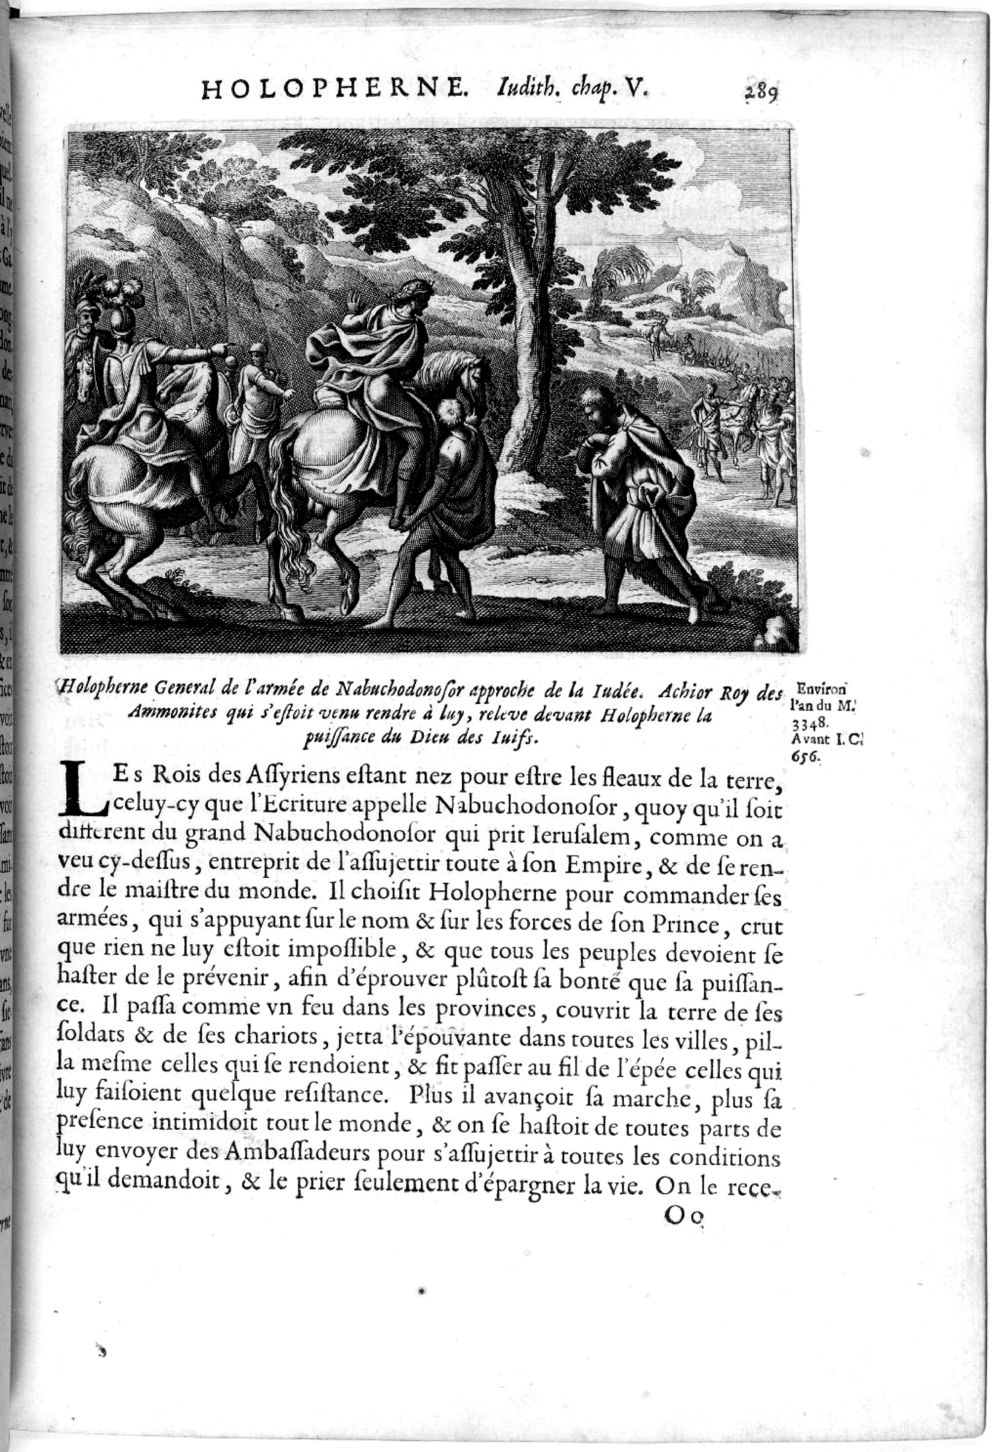 HOLOPHERNE. Iudith. chap. V. 289
Holopherne General de l'armée de Nabuchodonoſor approche de la Iudée. Achior Roy des
Ammonites qui s'eſtoit venu rendre à luy, releve devant Holopherne la
puiſſance du Dieu des Iuifs.
Environ
l'an du M.
3348.
Avant I. C.
656.
LEs Rois des Aſſyriens eſtant nez pour eſtre les fleaux de la terre,
celuy-cy que l'Ecriture appelle Nabuchodonoſor, quoy qu'il ſoit
different du grand Nabuchodonoſor qui prit Ieruſalem, comme on a
veu cy-deſſus, entreprit de l'aſſujettir toute à ſon Empire, & de ſe ren-
dre le maiſtre du monde. Il choiſit Holopherne pour commander ſes
armées, qui s'appuyant ſur le nom & ſur les forces de ſon Prince, crut
que rien ne luy eſtoit impoſſible, & que tous les peuples devoient ſe
haſter de le prévenir, afin d'éprouver plûtoſt ſa bonté que ſa puiſſan-
ce. Il paſſa comme vn feu dans les provinces, couvrit la terre de ſes
ſoldats & de ſes chariots, jetta l'épouvante dans toutes les villes, pil-
la meſme celles qui ſe rendoient, & fit paſſer au fil de l'épée celles qui
luy faiſoient quelque reſiſtance. Plus il avançoit ſa marche, plus ſa
preſence intimidoit tout le monde, & on ſe haſtoit de toutes parts de
luy envoyer des Ambaſſadeurs pour s'aſſujettir à toutes les conditions
qu'il demandoit, & le prier ſeulement d'épargner la vie. On le rece-
Oo